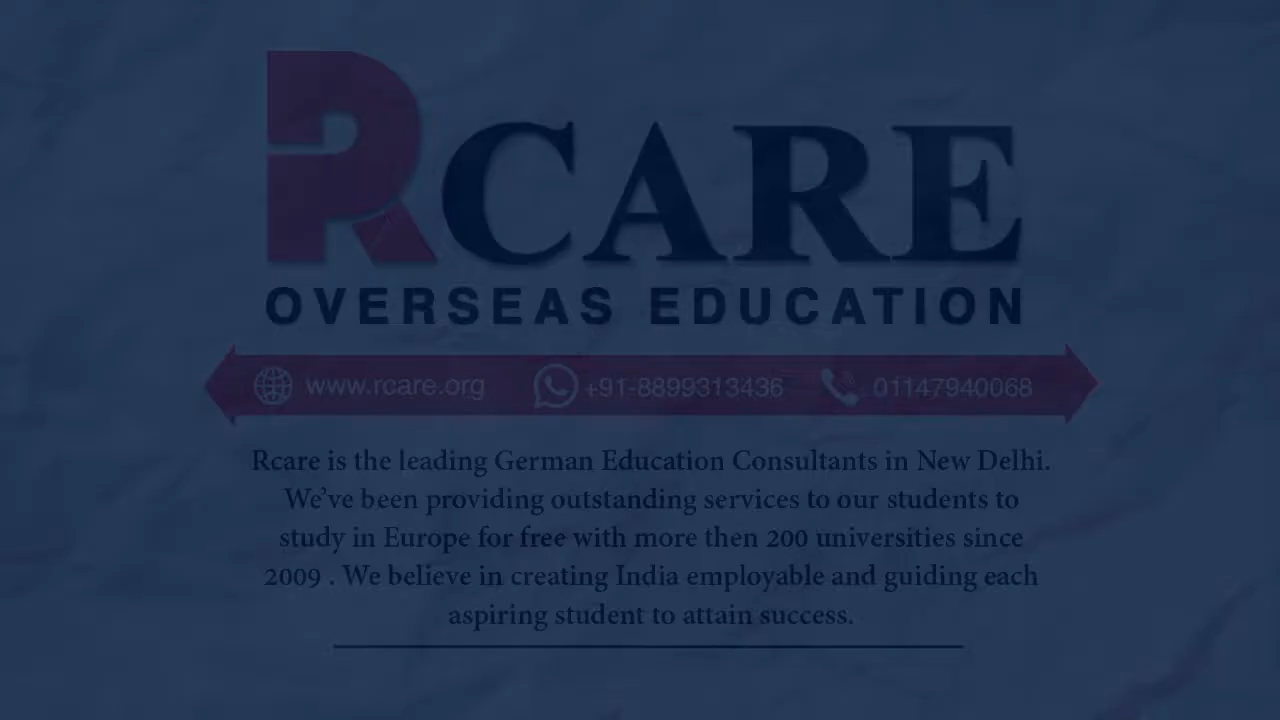 RCARE
OVERSEAS EDUCATION
www.rcare.org +91-8899313436 01147940068
Rcare is the leading German Education Consultants in New Delhi.
We’ve been providing outstanding services to our students to
study in Europe for free with more then 200 universities since
2009 . We believe in creating India employable and guiding each
aspiring student to attain success.